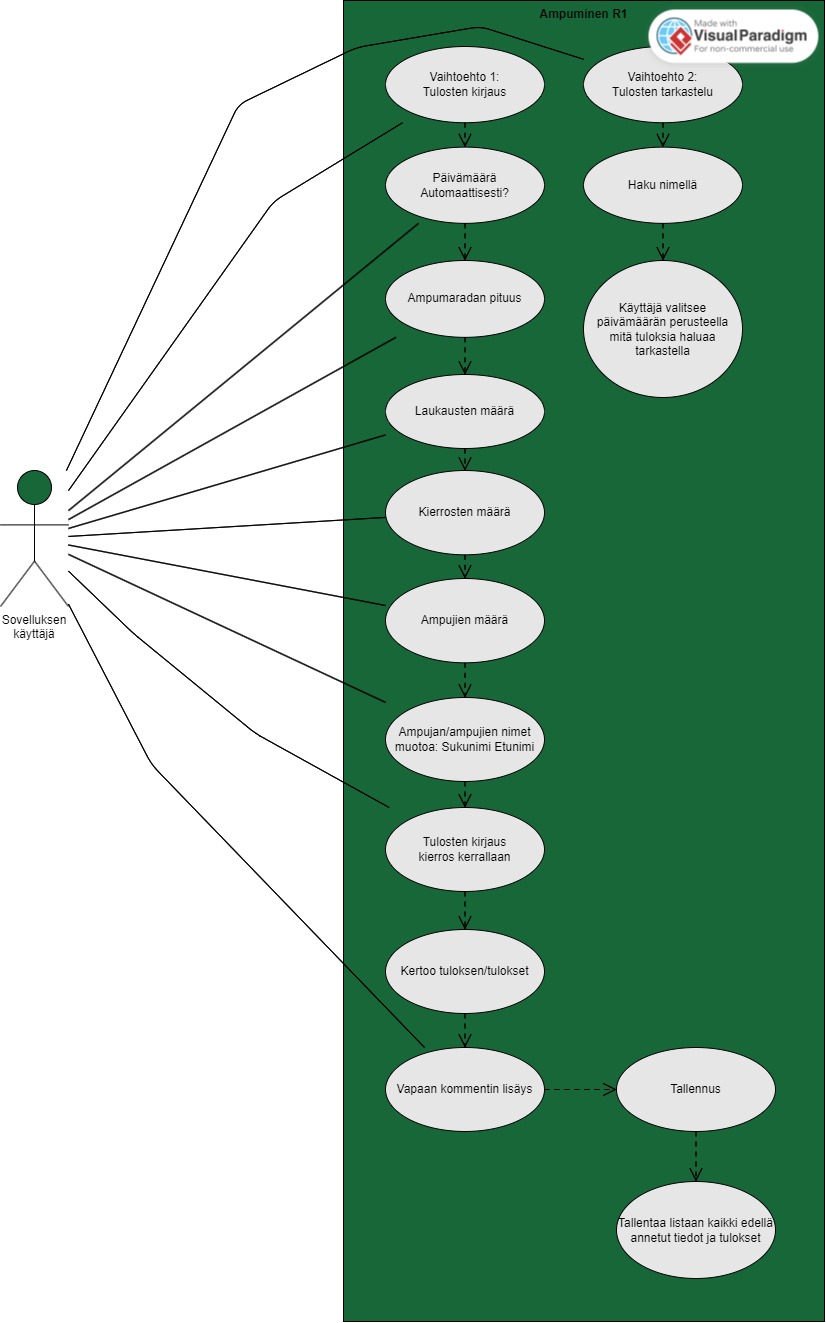 Ampuminen R1
Made with
VisualParadigm
For non-commercial use
Vaihtoehto 1:
Tulosten kirjaus
Vaihtoehto 2:
Tulosten tarkastelu
Päivämäärä
Automaattisesti?
Haku nimellä
Ampumaradan pituus
Käyttäjä valitsee
päivämäärän perusteella
mitä tuloksia haluaa
tarkastella
Laukausten määrä
Kierrosten määrä
Sovelluksen
käyttäjä
Ampujien määrä
Ampujan/ampujien nimet
muotoa: Sukunimi Etunimi
Tulosten kirjaus
kierros kerrallaan
Kertoo tuloksen/tulokset
Vapaan kommentin lisäys
Tallennus
Tallentaa listaan kaikki edellä
annetut tiedot ja tulokset